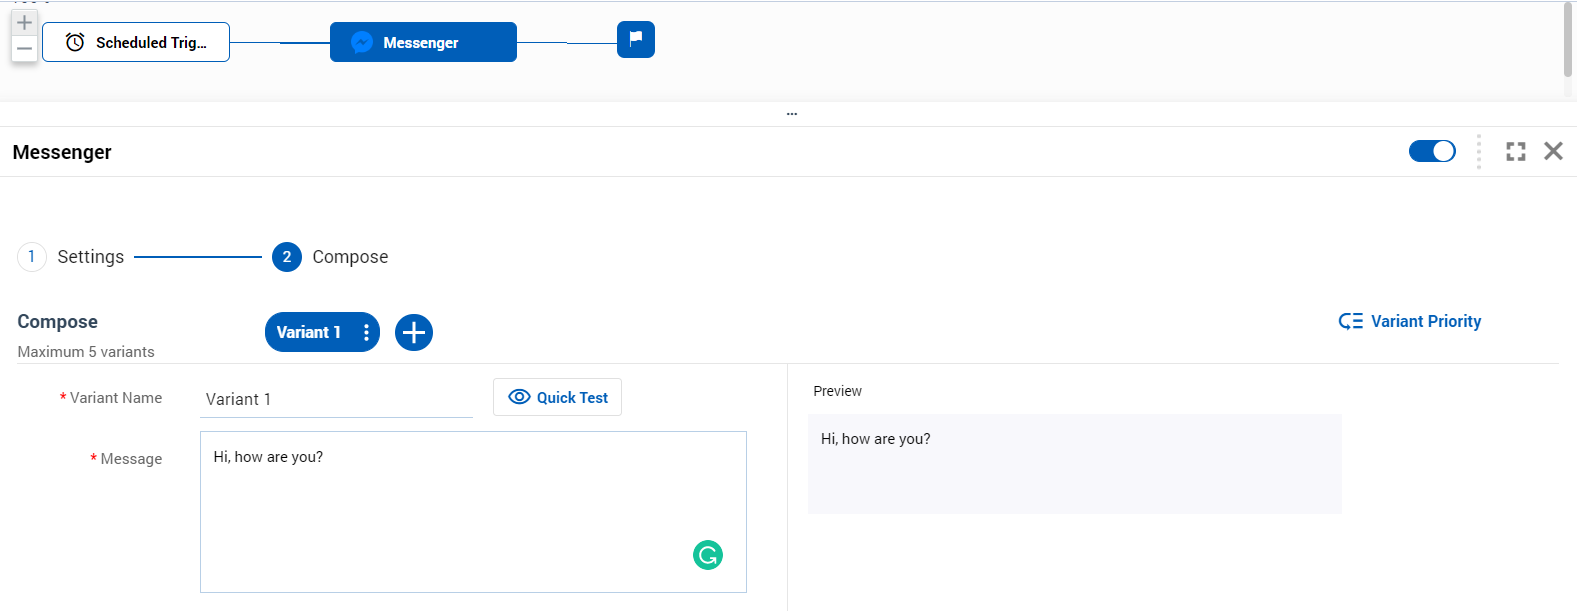 Scheduled Trig...
Messenger
...
Messenger
1 Settings
2 Compose
Compose
Variant 1
Variant Priority
Maximum 5 variants
* Variant Name
Variant 1
Quick Test
Preview
* Message
Hi, how are you?
Hi, how are you?